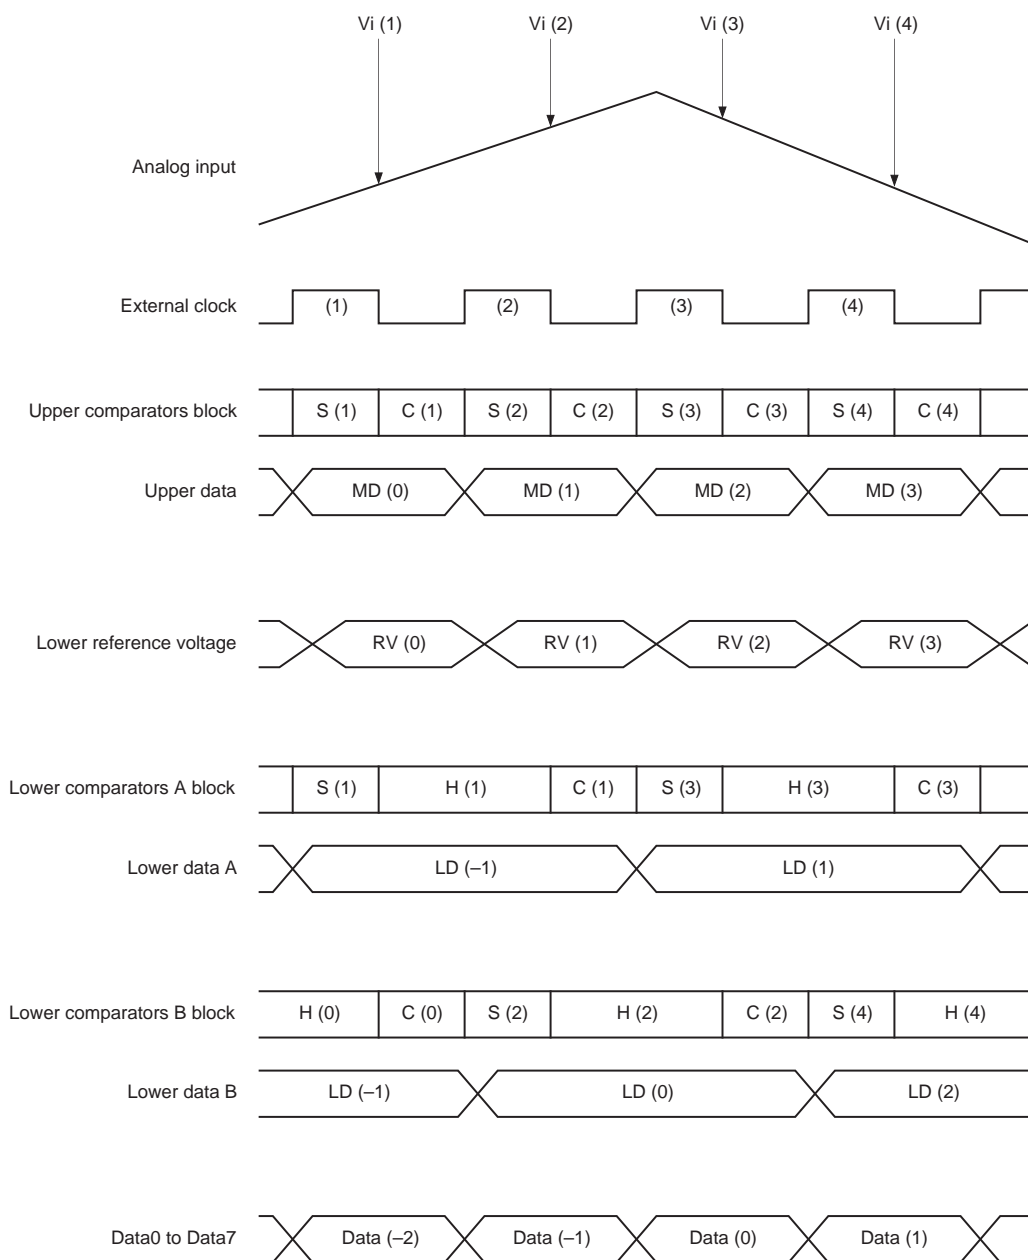 Vi (1) Vi (2) Vi (3) Vi (4)
Analog input
External clock (1) (2) (3) (4)
Upper comparators block S (1) C (1) S (2) C (2) S (3) C (3) S (4) C (4)
Upper data MD (0) MD (1) MD (2) MD (3)
Lower reference voltage RV (0) RV (1) RV (2) RV (3)
Lower comparators A block S (1) H (1) C (1) S (3) H (3) C (3)
Lower data A LD (–1) LD (1)
Lower comparators B block H (0) C (0) S (2) H (2) C (2) S (4) H (4)
Lower data B LD (–1) LD (0) LD (2)
Data0 to Data7 Data (–2) Data (–1) Data (0) Data (1)